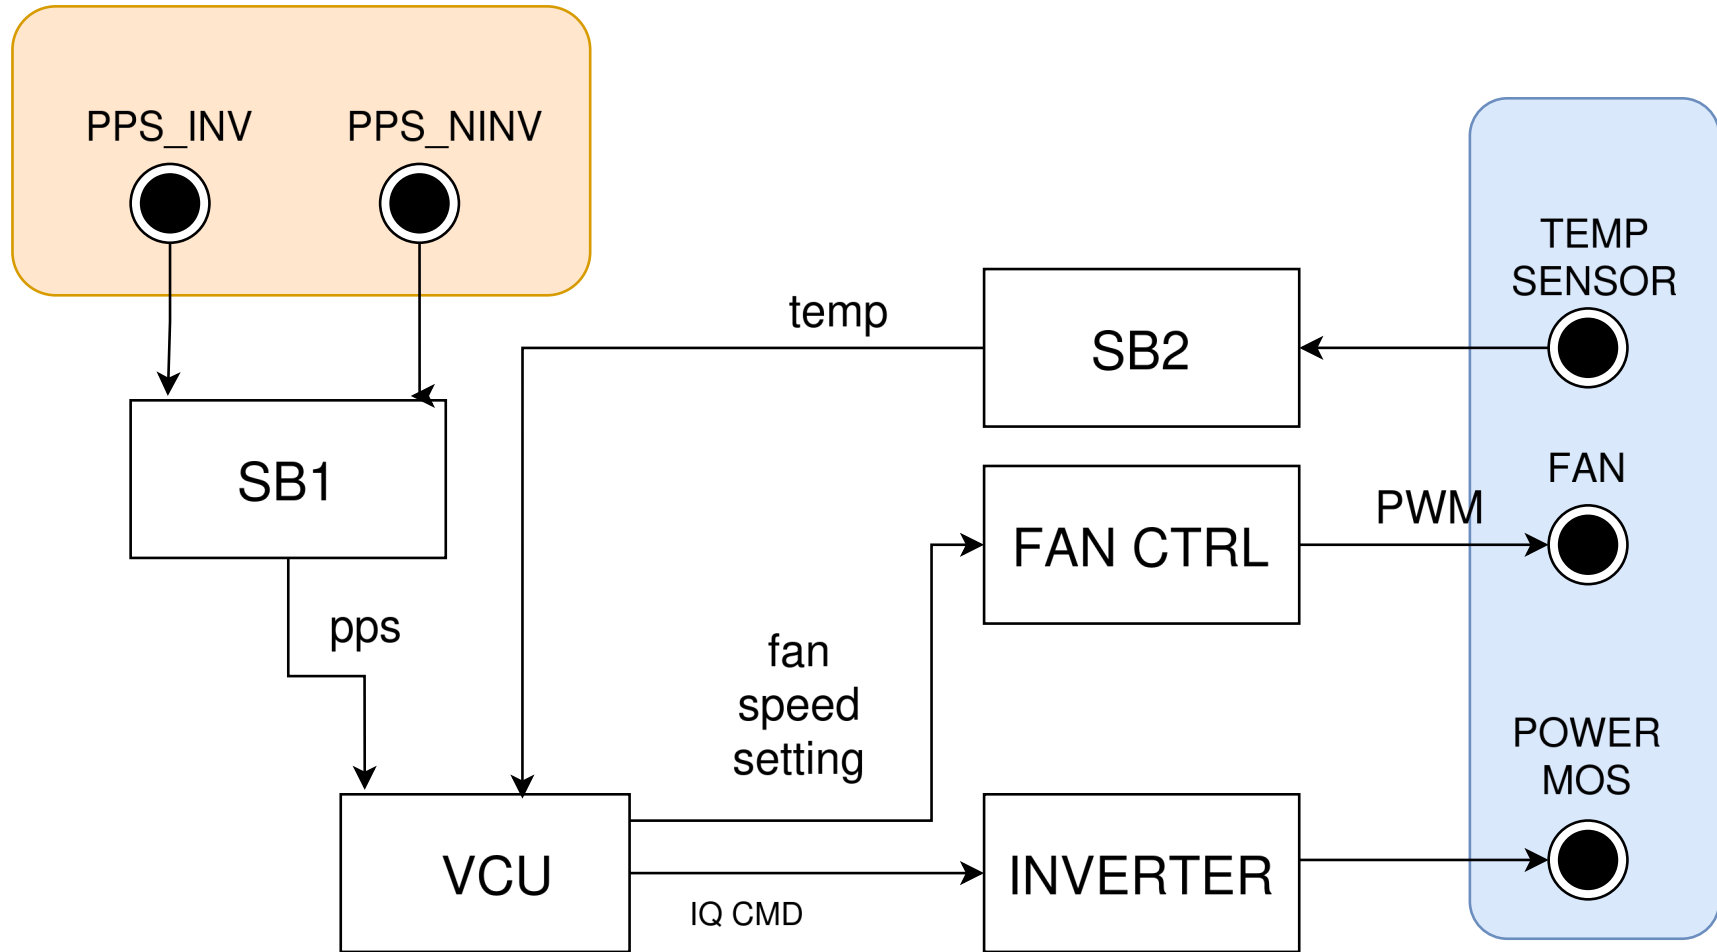 PPS_INV
PPS_NINV
TEMP
SENSOR
temp
SB2
SB1
FAN
PWM
FAN CTRL
pps
fan
speed
setting
POWER
MOS
VCU
INVERTER
IQ CMD